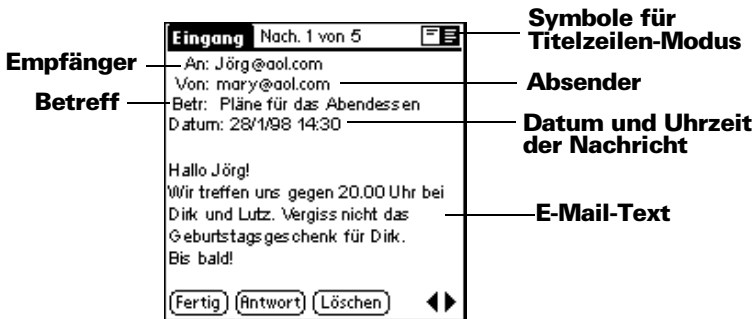 Eingang Nach. 1 von 5
Symbole für
Titelzeilen-Modus
Empfänger
An: Jörg@aol.com
Von: mary@aol.com
Absender
Betreff
Betr: Pläne für das Abendessen
Datum: 28/1/98 14:30
Datum und Uhrzeit
der Nachricht
Hallo Jörg!
Wir treffen uns gegen 20.00 Uhr bei
Dirk und Lutz. Vergiss nicht das
Geburtstagsgeschenk für Dirk.
Bis bald!
E-Mail-Text
Fertig Antwort Löschen